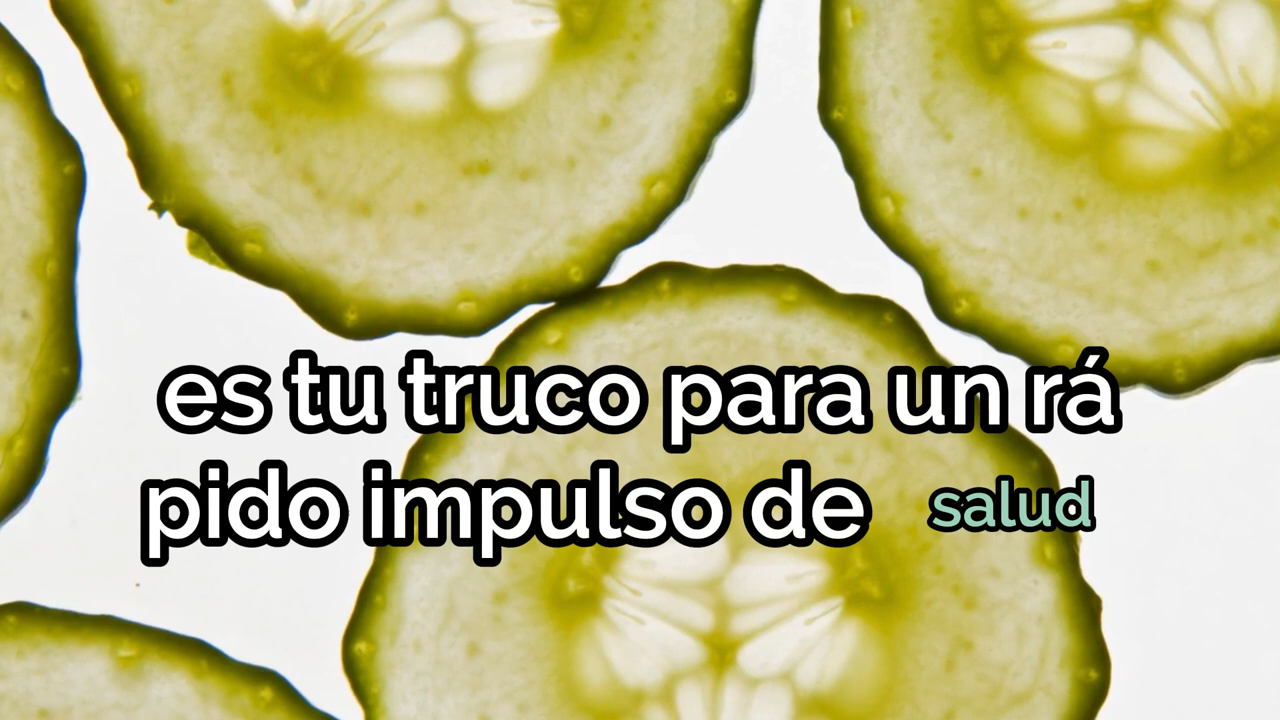 es tu truco para un rá
pido impulso de salud